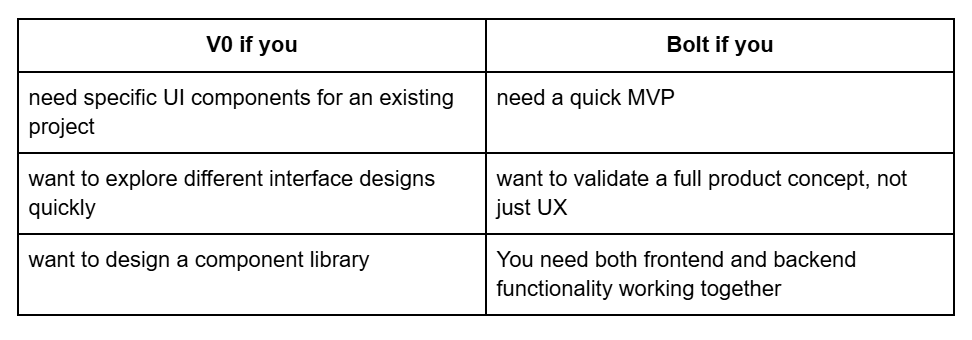 V0 if you
Bolt if you
need specific UI components for an existing
project
need a quick MVP
want to explore different interface designs
quickly
want to validate a full product concept, not
just UX
want to design a component library
You need both frontend and backend
functionality working together